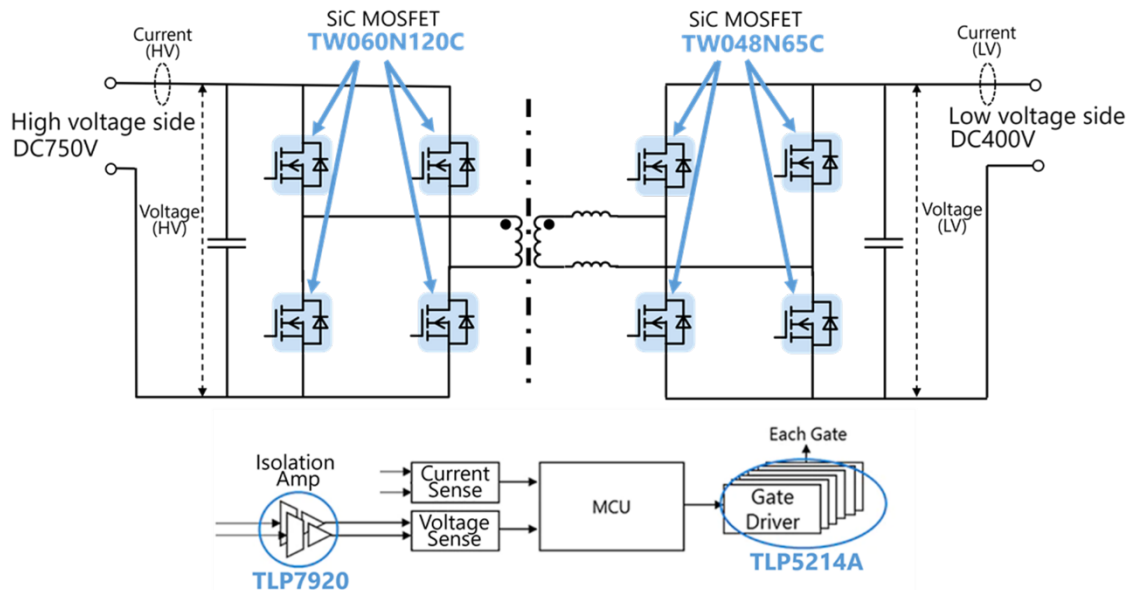 SiC MOSFET
TW060N120C
SiC MOSFET
TW048N65C
Current
(HV)
Current
(LV)
High voltage side
DC750V
Low voltage side
DC400V
Voltage
(HV)
Voltage
(LV)
Each Gate
Isolation
Amp
Current
Sense
Voltage
Sense
MCU
Gate
Driver
TLP7920
TLP5214A